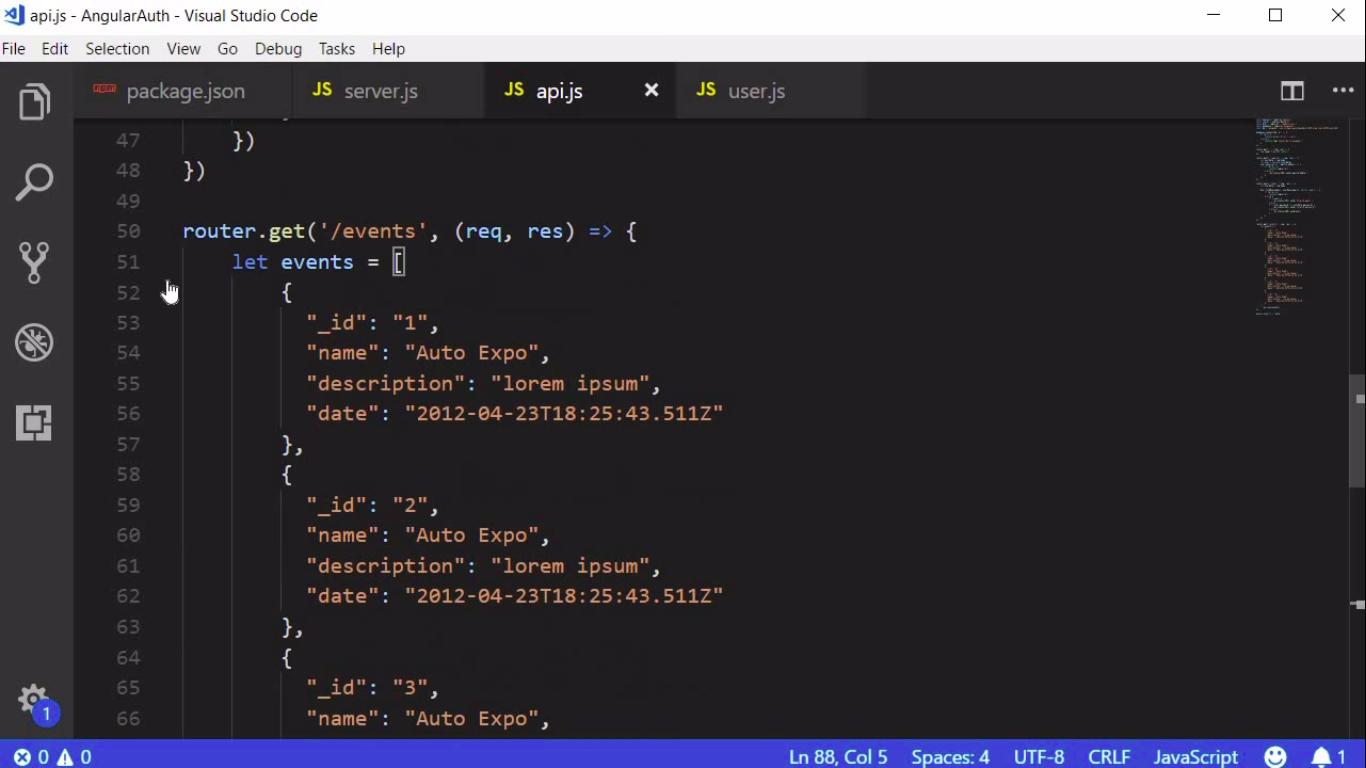 api.js - AngularAuth - Visual Studio Code
File Edit Selection View Go Debug Tasks Help
package.json JS server.js JS api.js JS user.js
47 })
48 })
49
50 router.get('/events', (req, res) => {
51 let events = [
52 {
53 "_id": "1",
54 "name": "Auto Expo",
55 "description": "lorem ipsum",
56 "date": "2012-04-23T18:25:43.511Z"
57 },
58 {
59 "_id": "2",
60 "name": "Auto Expo",
61 "description": "lorem ipsum",
62 "date": "2012-04-23T18:25:43.511Z"
63 },
64 {
65 "_id": "3",
66 "name": "Auto Expo",
1
0 0 Ln 88, Col 5 Spaces: 4 UTF-8 CRLF JavaScript 1